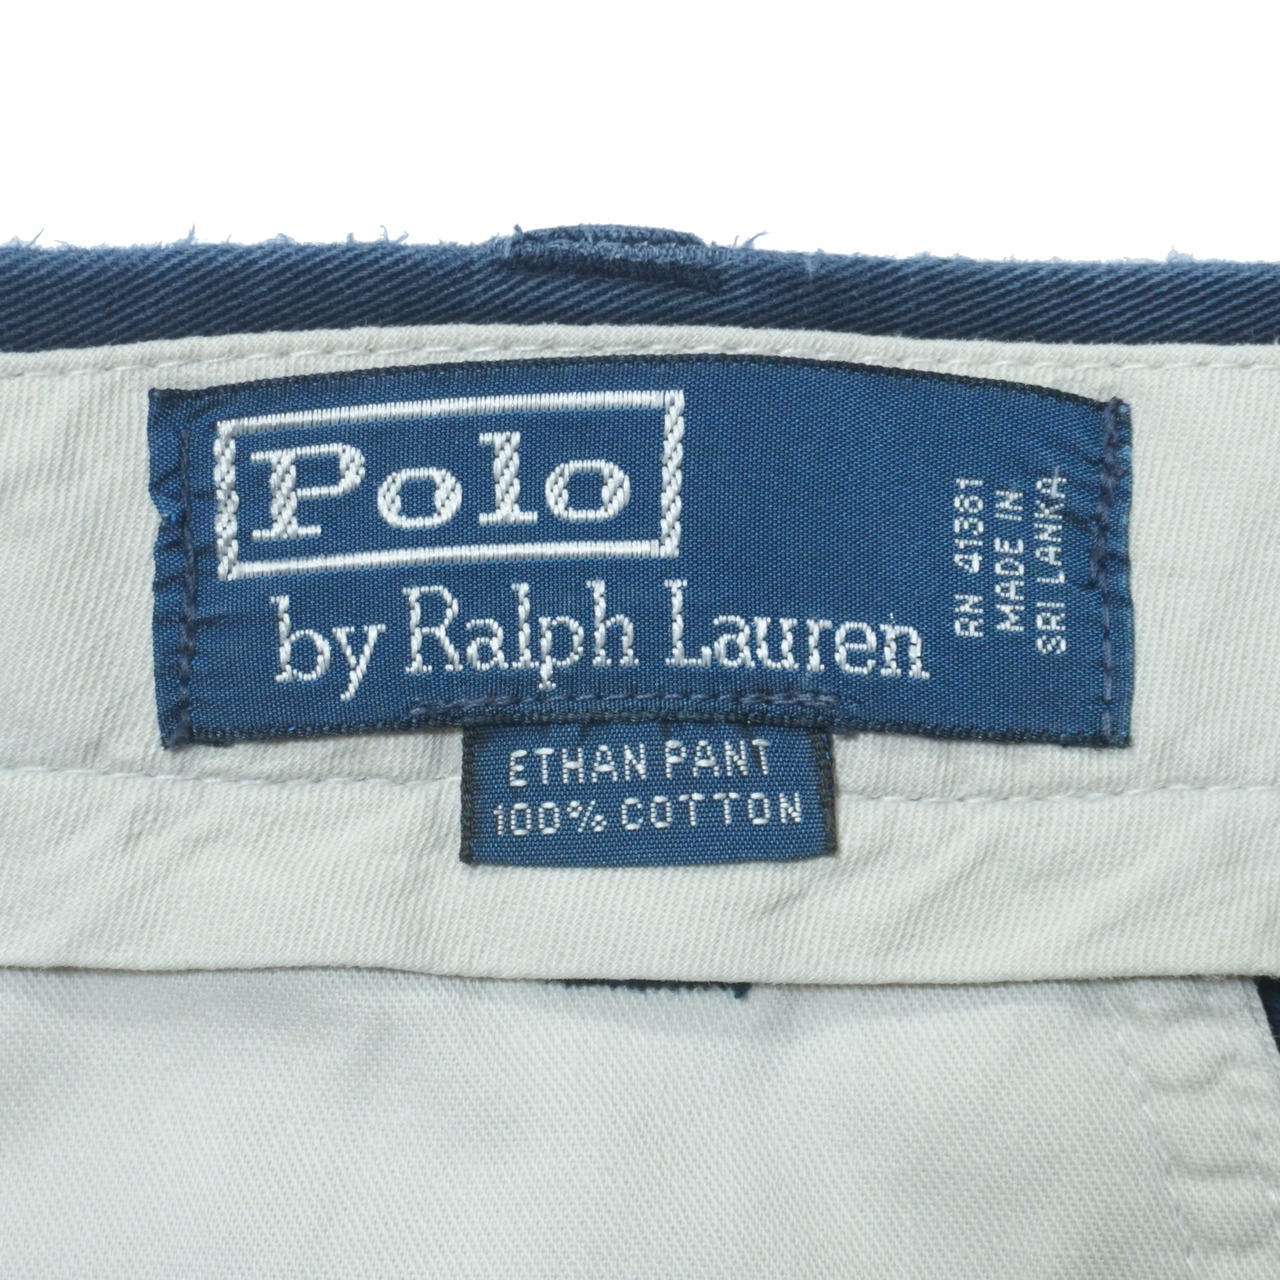 Polo
by Ralph Lauren
RN 41381
MADE IN
SRI LANKA
ETHAN PANT
100% COTTON